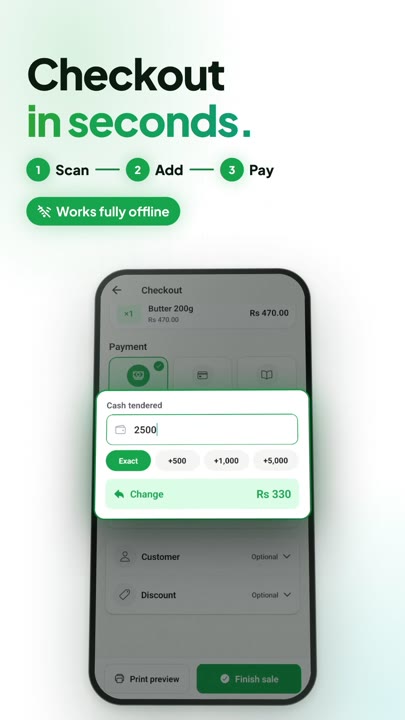 Checkout
in seconds.
1 Scan 2 Add 3 Pay
Works fully offline
Checkout
×1 Butter 200g Rs 470.00
Rs 470.00
Payment
Cash tendered
2500
Exact +500 +1,000 +5,000
Change Rs 330
Customer Optional
Discount Optional
Print preview Finish sale